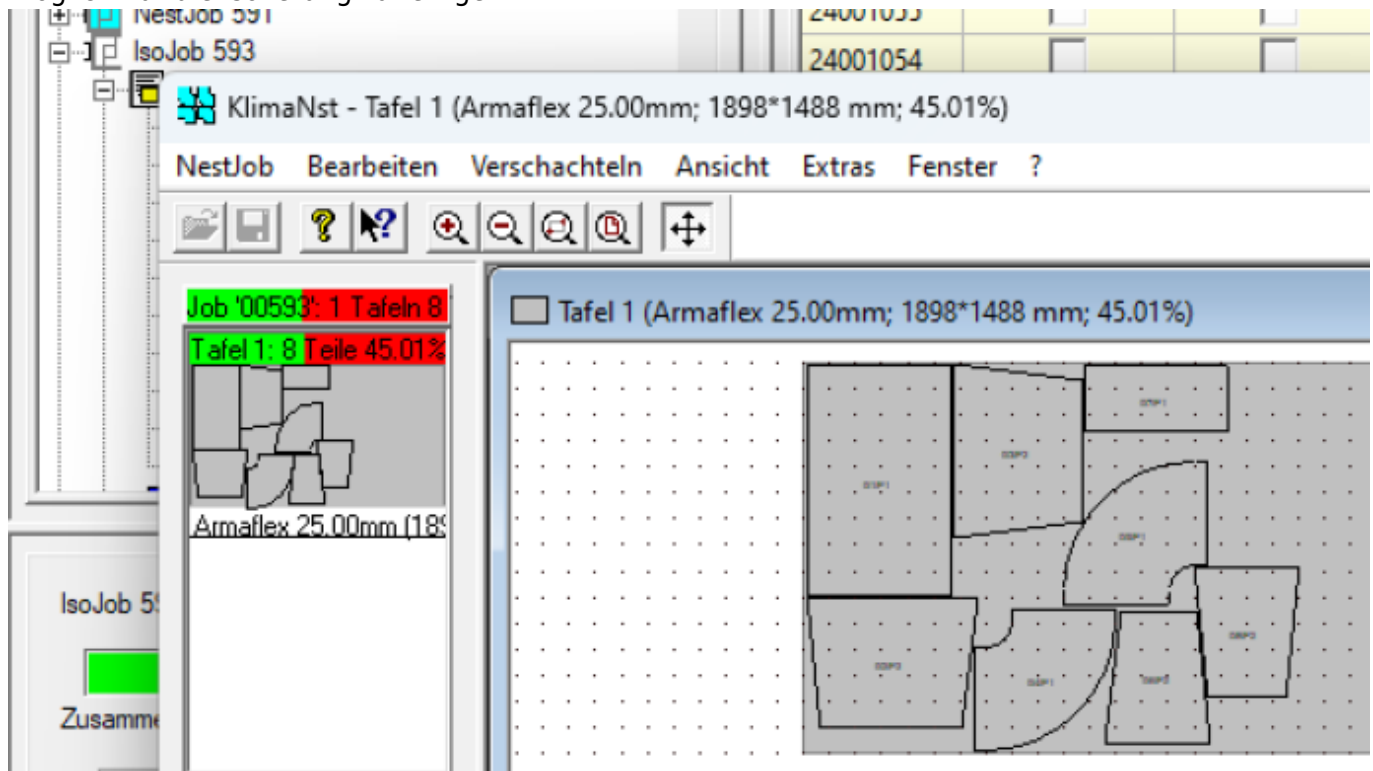 NestJob 591
IsoJob 593
24001053
24001054
KlimaNst - Tafel 1 (Armaflex 25.00mm; 1898*1488 mm; 45.01%)
NestJob Bearbeiten Verschachteln Ansicht Extras Fenster ?
Job '00593': 1 Tafeln 8
Tafel 1: 8 Teile 45.01%
Armaflex 25.00mm (189
Tafel 1 (Armaflex 25.00mm; 1898*1488 mm; 45.01%)
IsoJob 5
Zusamme